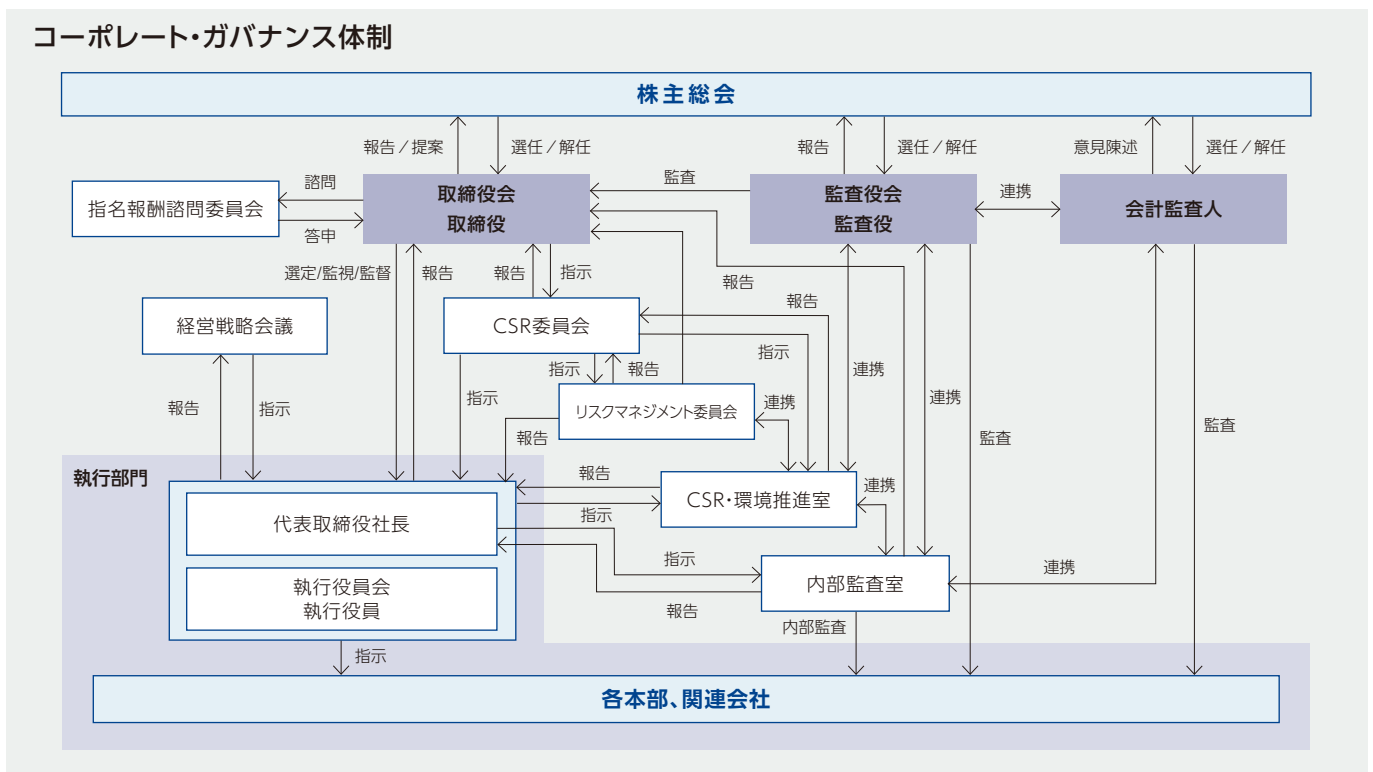 コーポレート・ガバナンス体制
株主総会
報告／提案
選任／解任
報告
選任／解任
意見陳述
選任／解任
指名報酬諮問委員会
諮問
答申
取締役会
取締役
監査
監査役会
監査役
連携
会計監査人
選定/監視/監督
報告
報告
指示
報告
報告
経営戦略会議
CSR委員会
指示
指示
報告
連携
連携
報告
指示
指示
リスクマネジメント委員会
連携
報告
監査
監査
執行部門
報告
CSR・環境推進室
連携
代表取締役社長
指示
指示
連携
内部監査室
執行役員会
執行役員
報告
内部監査
指示
各本部、関連会社